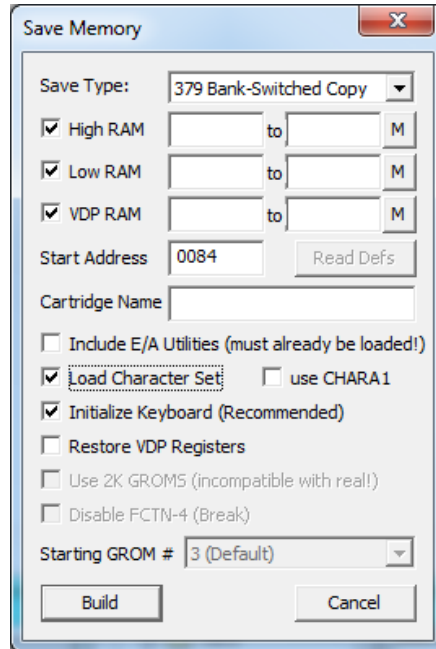 Save Memory
Save Type: 379 Bank-Switched Copy
High RAM to M
Low RAM to M
VDP RAM to M
Start Address 0084 Read Defs
Cartridge Name
Include E/A Utilities (must already be loaded!)
Load Character Set use CHARA1
Initialize Keyboard (Recommended)
Restore VDP Registers
Use 2K GROMS (incompatible with real!)
Disable FCTN-4 (Break)
Starting GROM # 3 (Default)
Build Cancel